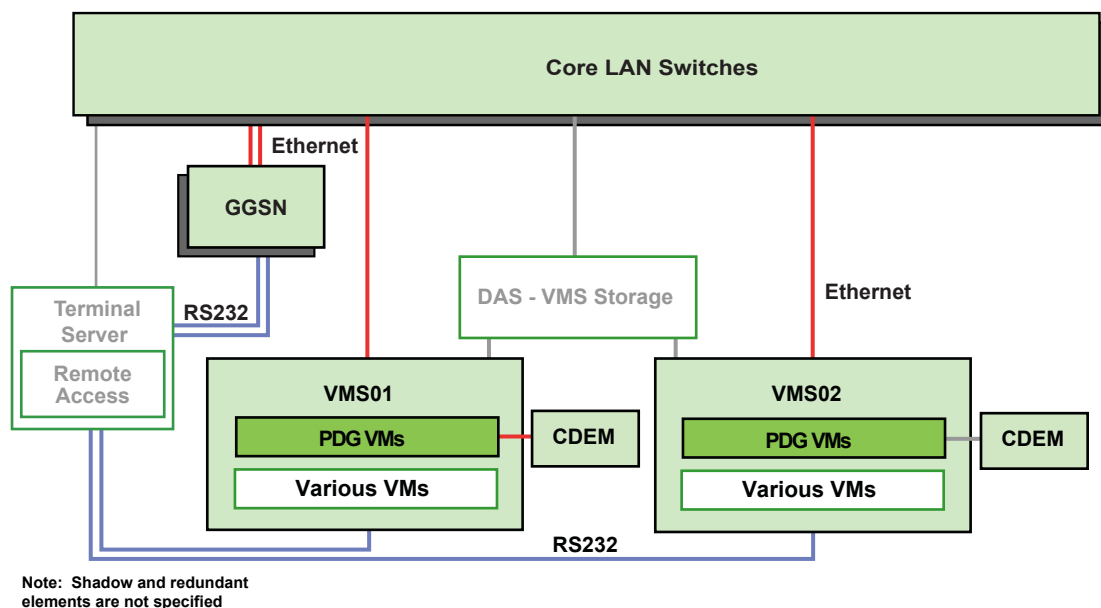 Core LAN Switches
Ethernet
GGSN
Terminal
Server
Remote
Access
RS232
DAS - VMS Storage
Ethernet
VMS01
PDG VMs
Various VMs
CDEM
VMS02
PDG VMs
Various VMs
CDEM
RS232
Note: Shadow and redundant
elements are not specified